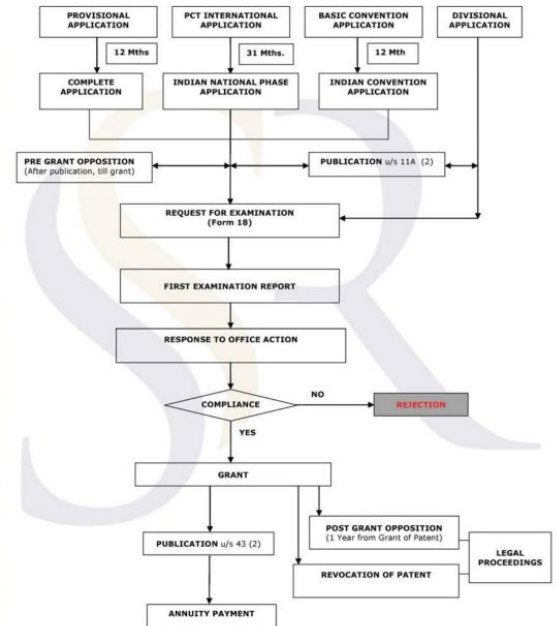 PROVISIONAL
APPLICATION
PCT INTERNATIONAL
APPLICATION
BASIC CONVENTION
APPLICATION
DIVISIONAL
APPLICATION
12 Mths
31 Mths.
12 Mth
COMPLETE
APPLICATION
INDIAN NATIONAL PHASE
APPLICATION
INDIAN CONVENTION
APPLICATION
PRE GRANT OPPOSITION
(After publication, till grant)
PUBLICATION u/s 11A (2)
REQUEST FOR EXAMINATION
(Form 18)
FIRST EXAMINATION REPORT
RESPONSE TO OFFICE ACTION
COMPLIANCE
NO
REJECTION
YES
GRANT
PUBLICATION u/s 43 (2)
POST GRANT OPPOSITION
(1 Year from Grant of Patent)
REVOCATION OF PATENT
LEGAL
PROCEEDINGS
ANNUITY PAYMENT